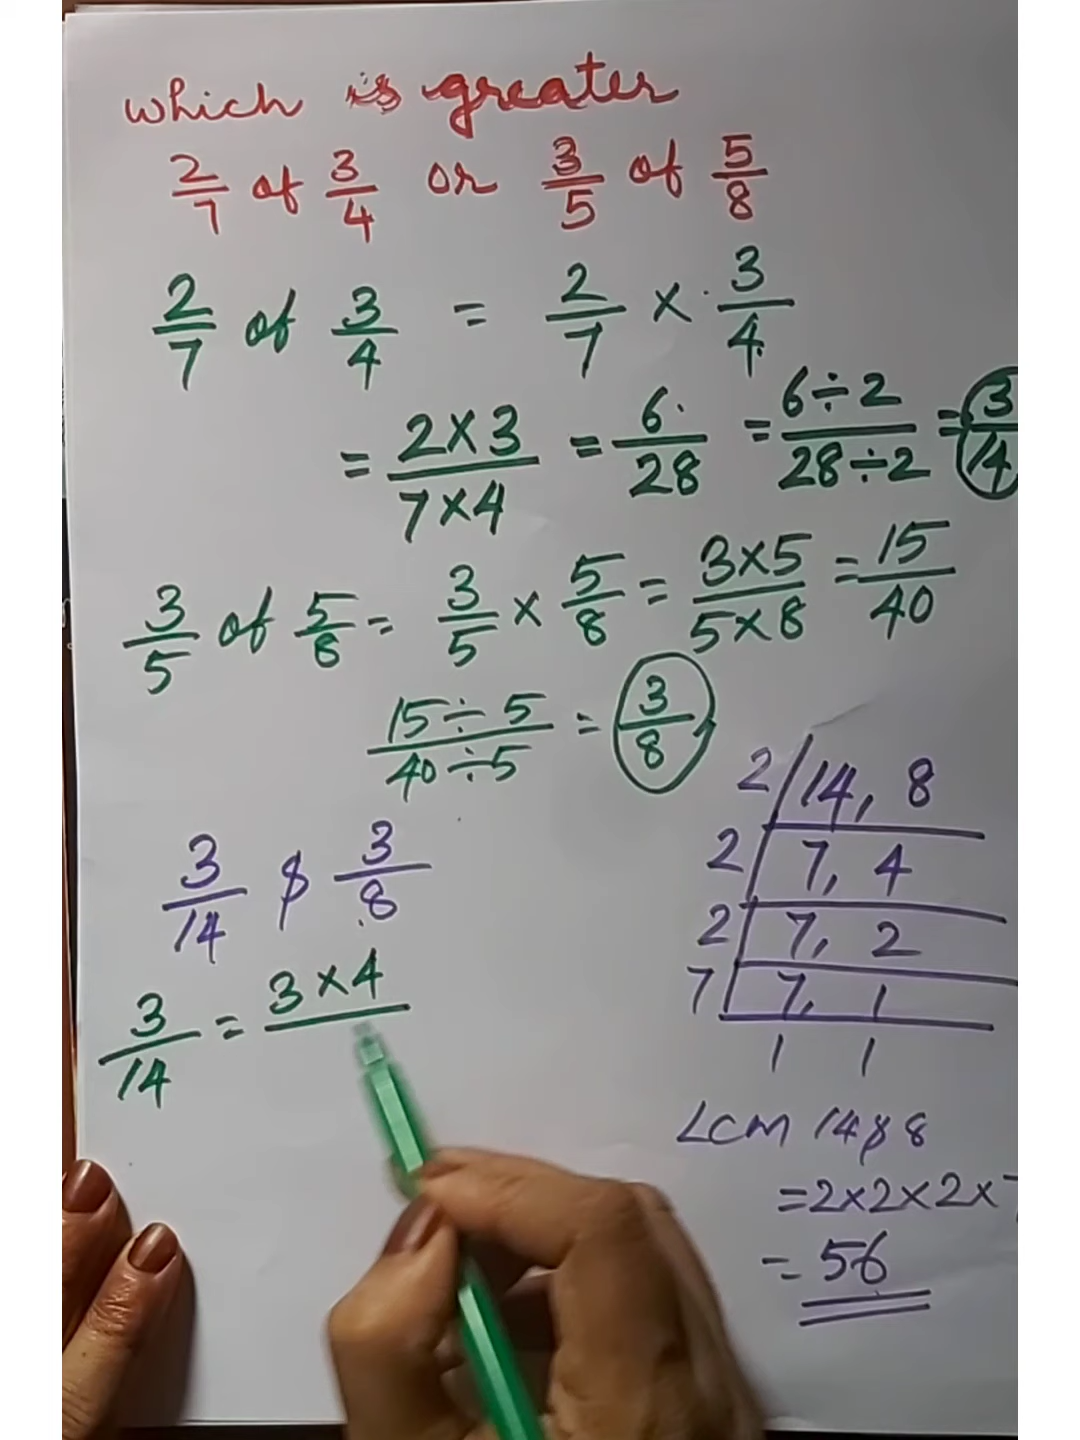 which is greater
2/7 of 3/4 or 3/5 of 5/8
2/7 of 3/4 = 2/7 × 3/4
= 2×3/7×4 = 6/28 = 6÷2/28÷2 = 3/14
3/5 of 5/8 = 3/5 × 5/8 = 3×5/5×8 = 15/40
15÷5/40÷5 = 3/8
3/14 & 3/8
3/14 = 3×4
2 14, 8
2 7, 4
2 7, 2
7 7, 1
1 1
LCM 14 & 8
= 2×2×2×7
= 56